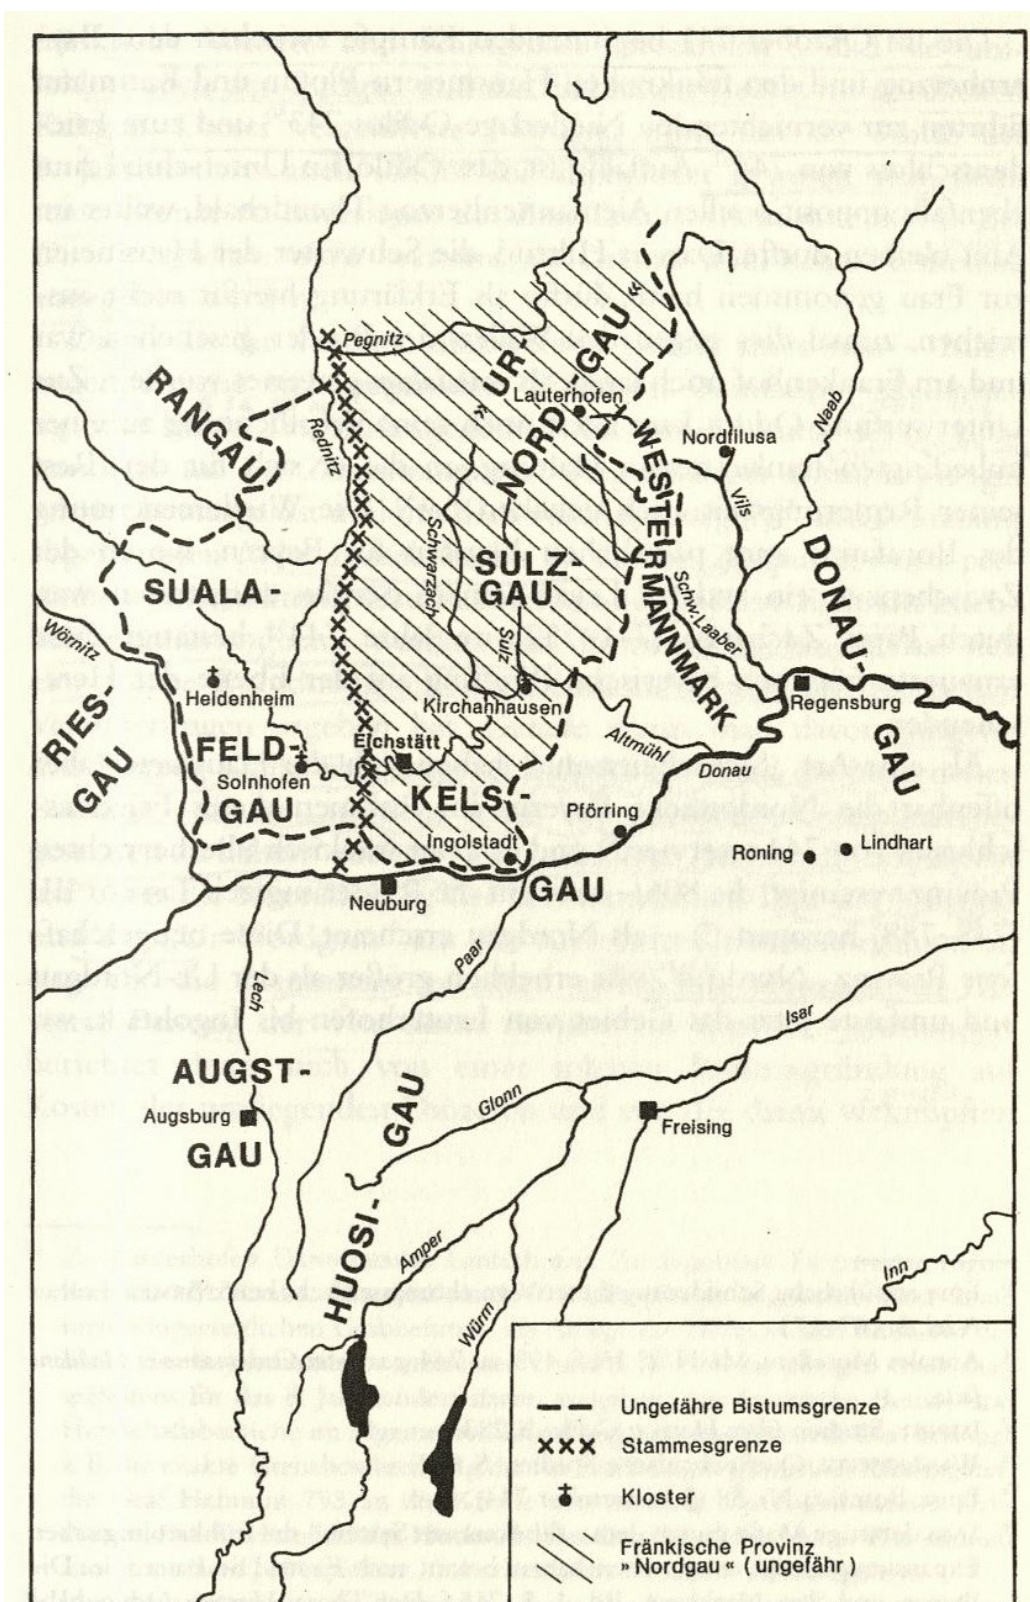 Pegnitz
» UR-
NORDGAU «
Lauterhofen
RANGAU
Rednitz
Nordfilusa
Naab
Vils
WESTERMANNMARK
DONAU-
GAU
Schwarzach
SULZ-
GAU
Sulz
Schw. Laaber
SUALA-
FELD-
GAU
Wörnitz
RIES-
GAU
Heidenheim
Kirchanhausen
Regensburg
Altmühl
Donau
Eichstätt
Solnhofen
KELS-
GAU
Pförring
Ingolstadt
Roning
Lindhart
Neuburg
Lech
Paar
Isar
AUGST-
GAU
Augsburg
HUOSI-
GAU
Glonn
Freising
Amper
Würm
Inn
Ungefähre Bistumsgrenze
Stammesgrenze
Kloster
Fränkische Provinz
» Nordgau « ( ungefähr )